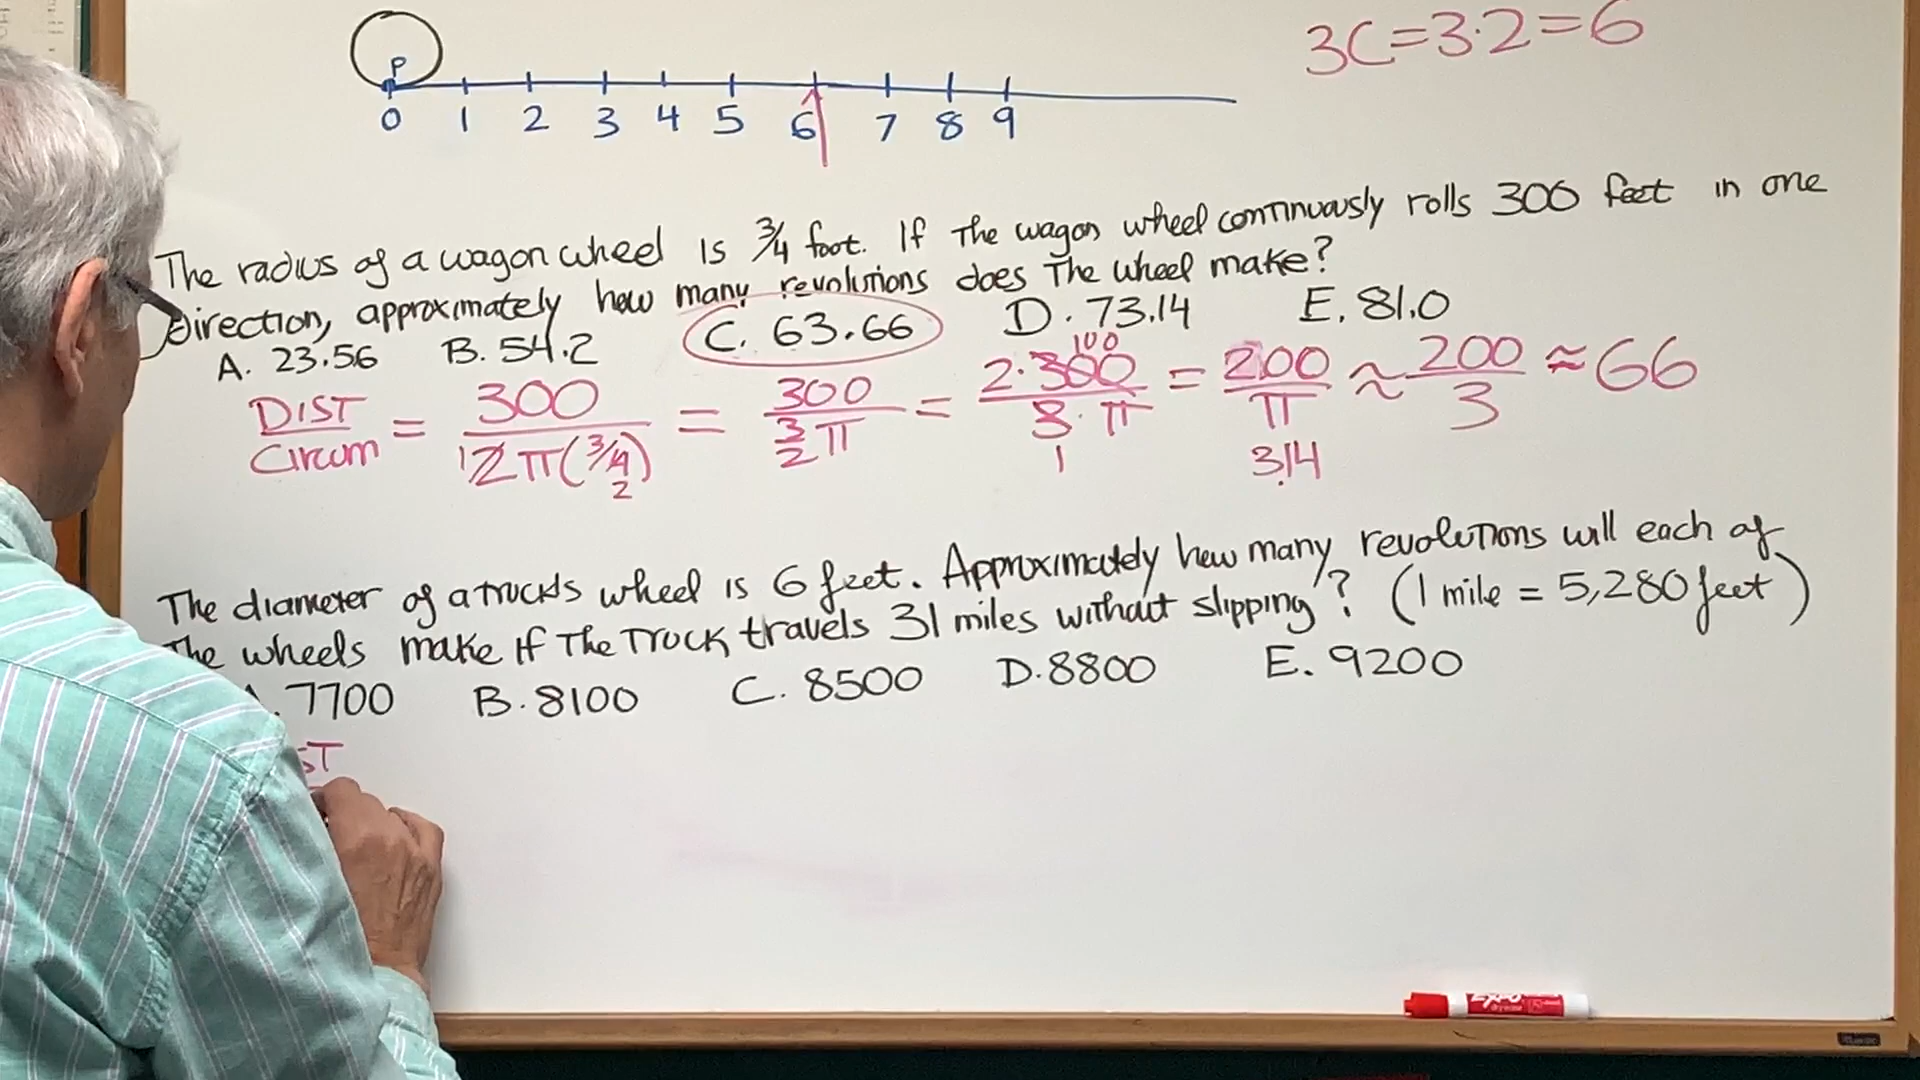 3C=3·2=6
P
0 1 2 3 4 5 6 7 8 9
The radius of a wagon wheel is 3/4 foot. If The wagon wheel continuously rolls 300 feet in one
Direction, approximately how many revolutions does The wheel make?
A. 23.56 B. 54.2 C. 63.66 D. 73.14 E. 81.0
DIST/Circum = 300/2π(3/4) = 300/(3/2 π) = 2·300/3·π = 200/π ≈ 200/3 ≈ 66
1 2 1 100 3.14
The diameter of a trucks wheel is 6 feet. Approximately how many revolutions will each of
The wheels make if The Truck travels 31 miles without slipping? (1 mile = 5,280 feet)
. 7700 B. 8100 C. 8500 D. 8800 E. 9200
ST
EXPO